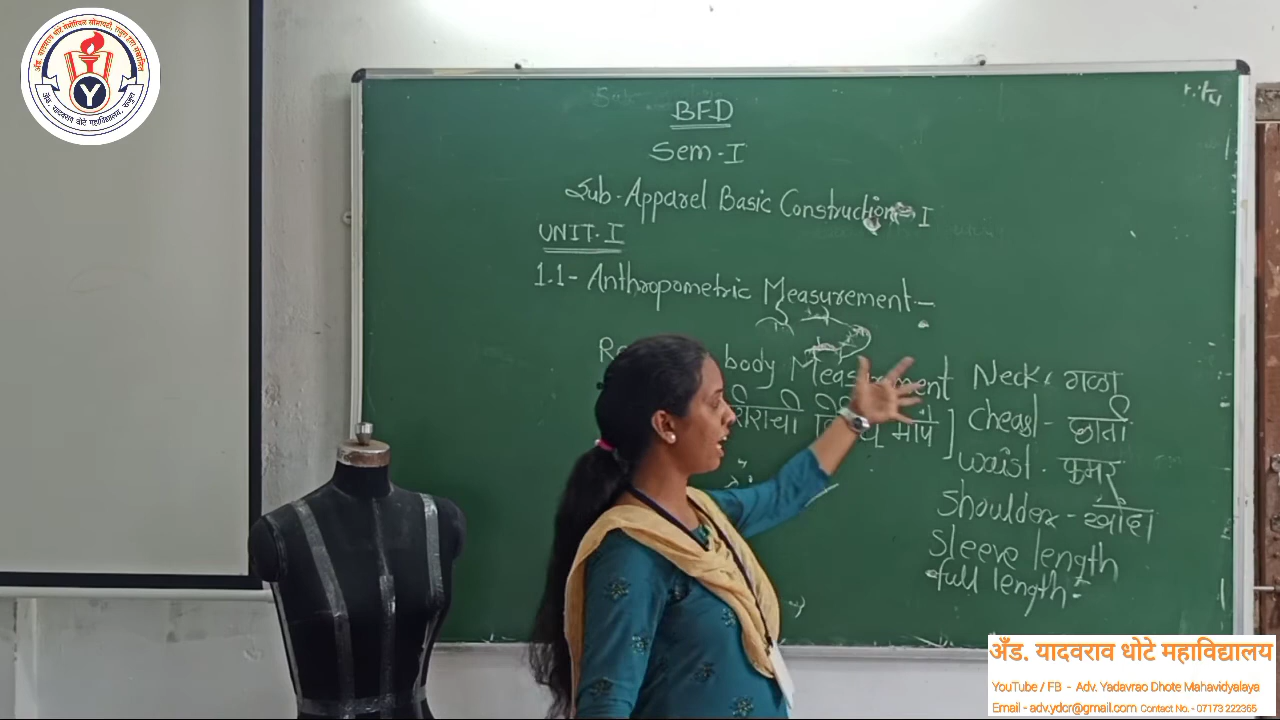 BFD
Sem-I
Sub-Apparel Basic Construction-I
UNIT-I
1.1- Anthropometric Measurement-
body Measurement
विविध मापे]
Neck: गळा
Cheast - छाती
waist - कमर
Shoulder - खांदा
Sleeve length
full length-
Y
अँड. यादवराव धोटे महाविद्यालय
YouTube / FB - Adv. Yadavrao Dhote Mahavidyalaya
Email - adv.ydcr@gmail.com Contact No. - 07173 222365